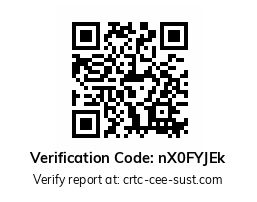 Verification Code: nX0FYJEk
Verify report at: crtc-cee-sust.com